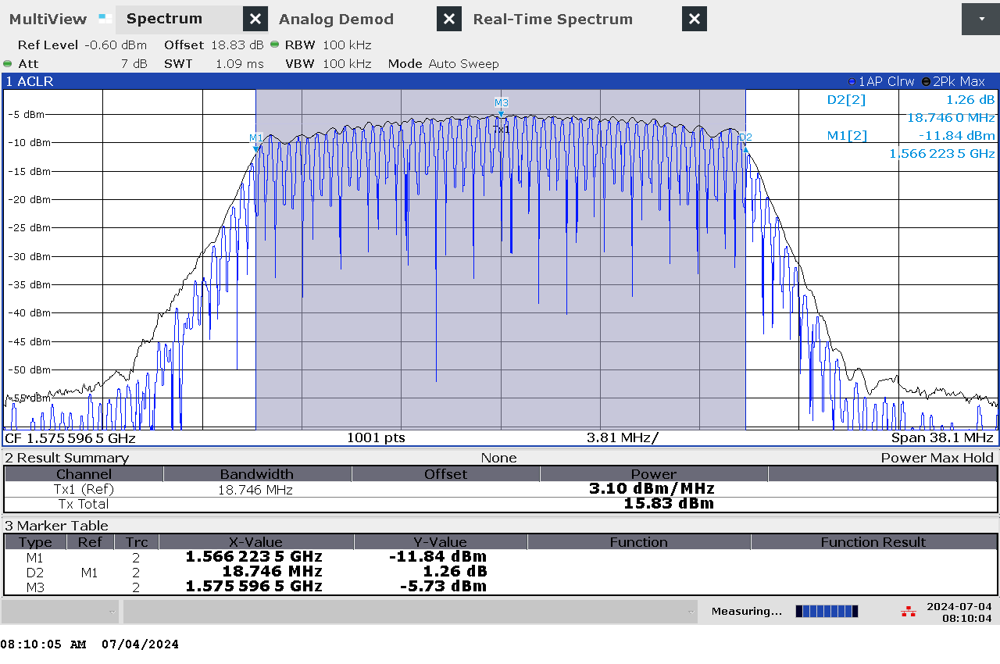 MultiView Spectrum Analog Demod Real-Time Spectrum
Ref Level -0.60 dBm Offset 18.83 dB RBW 100 kHz
Att 7 dB SWT 1.09 ms VBW 100 kHz Mode Auto Sweep
1 ACLR 1AP Clrw 2Pk Max
D2[2] 1.26 dB
18.746 0 MHz
M1[2] -11.84 dBm
1.566 223 5 GHz
M3
Tx1
M1
D2
-5 dBm
-10 dBm
-15 dBm
-20 dBm
-25 dBm
-30 dBm
-35 dBm
-40 dBm
-45 dBm
-50 dBm
-55 dBm
CF 1.575 596 5 GHz 1001 pts 3.81 MHz/ Span 38.1 MHz
2 Result Summary None Power Max Hold
Channel Bandwidth Offset Power
Tx1 (Ref) 18.746 MHz 3.10 dBm/MHz
Tx Total 15.83 dBm
3 Marker Table
Type Ref Trc X-Value Y-Value Function Function Result
M1 2 1.566 223 5 GHz -11.84 dBm
D2 M1 2 18.746 MHz 1.26 dB
M3 2 1.575 596 5 GHz -5.73 dBm
Measuring... 2024-07-04
08:10:04
08:10:05 AM 07/04/2024